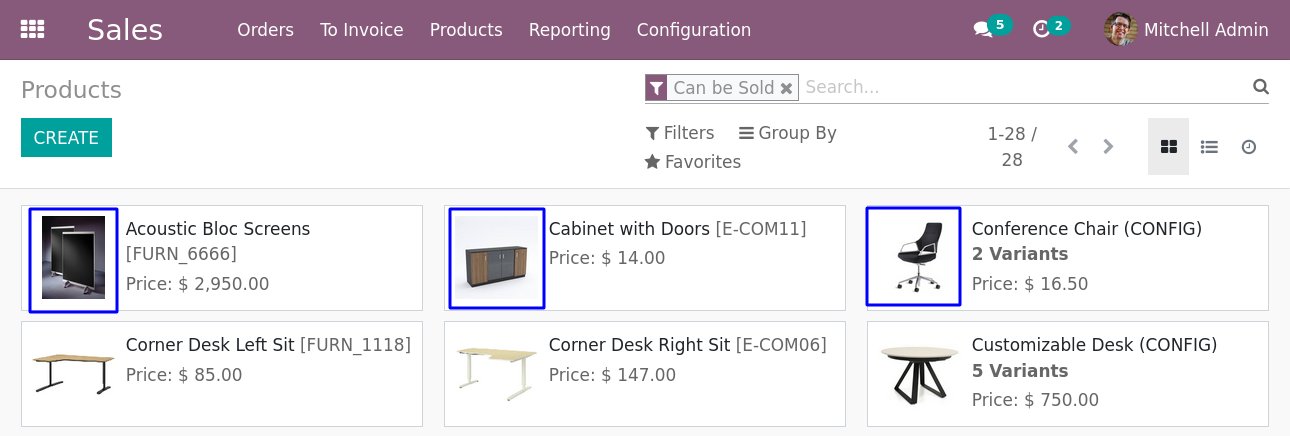 Sales Orders To Invoice Products Reporting Configuration 5 2 Mitchell Admin
Products
Can be Sold Search...
CREATE
Filters Group By
Favorites
1-28 /
28
Acoustic Bloc Screens
[FURN_6666]
Price: $ 2,950.00
Cabinet with Doors [E-COM11]
Price: $ 14.00
Conference Chair (CONFIG)
2 Variants
Price: $ 16.50
Corner Desk Left Sit [FURN_1118]
Price: $ 85.00
Corner Desk Right Sit [E-COM06]
Price: $ 147.00
Customizable Desk (CONFIG)
5 Variants
Price: $ 750.00